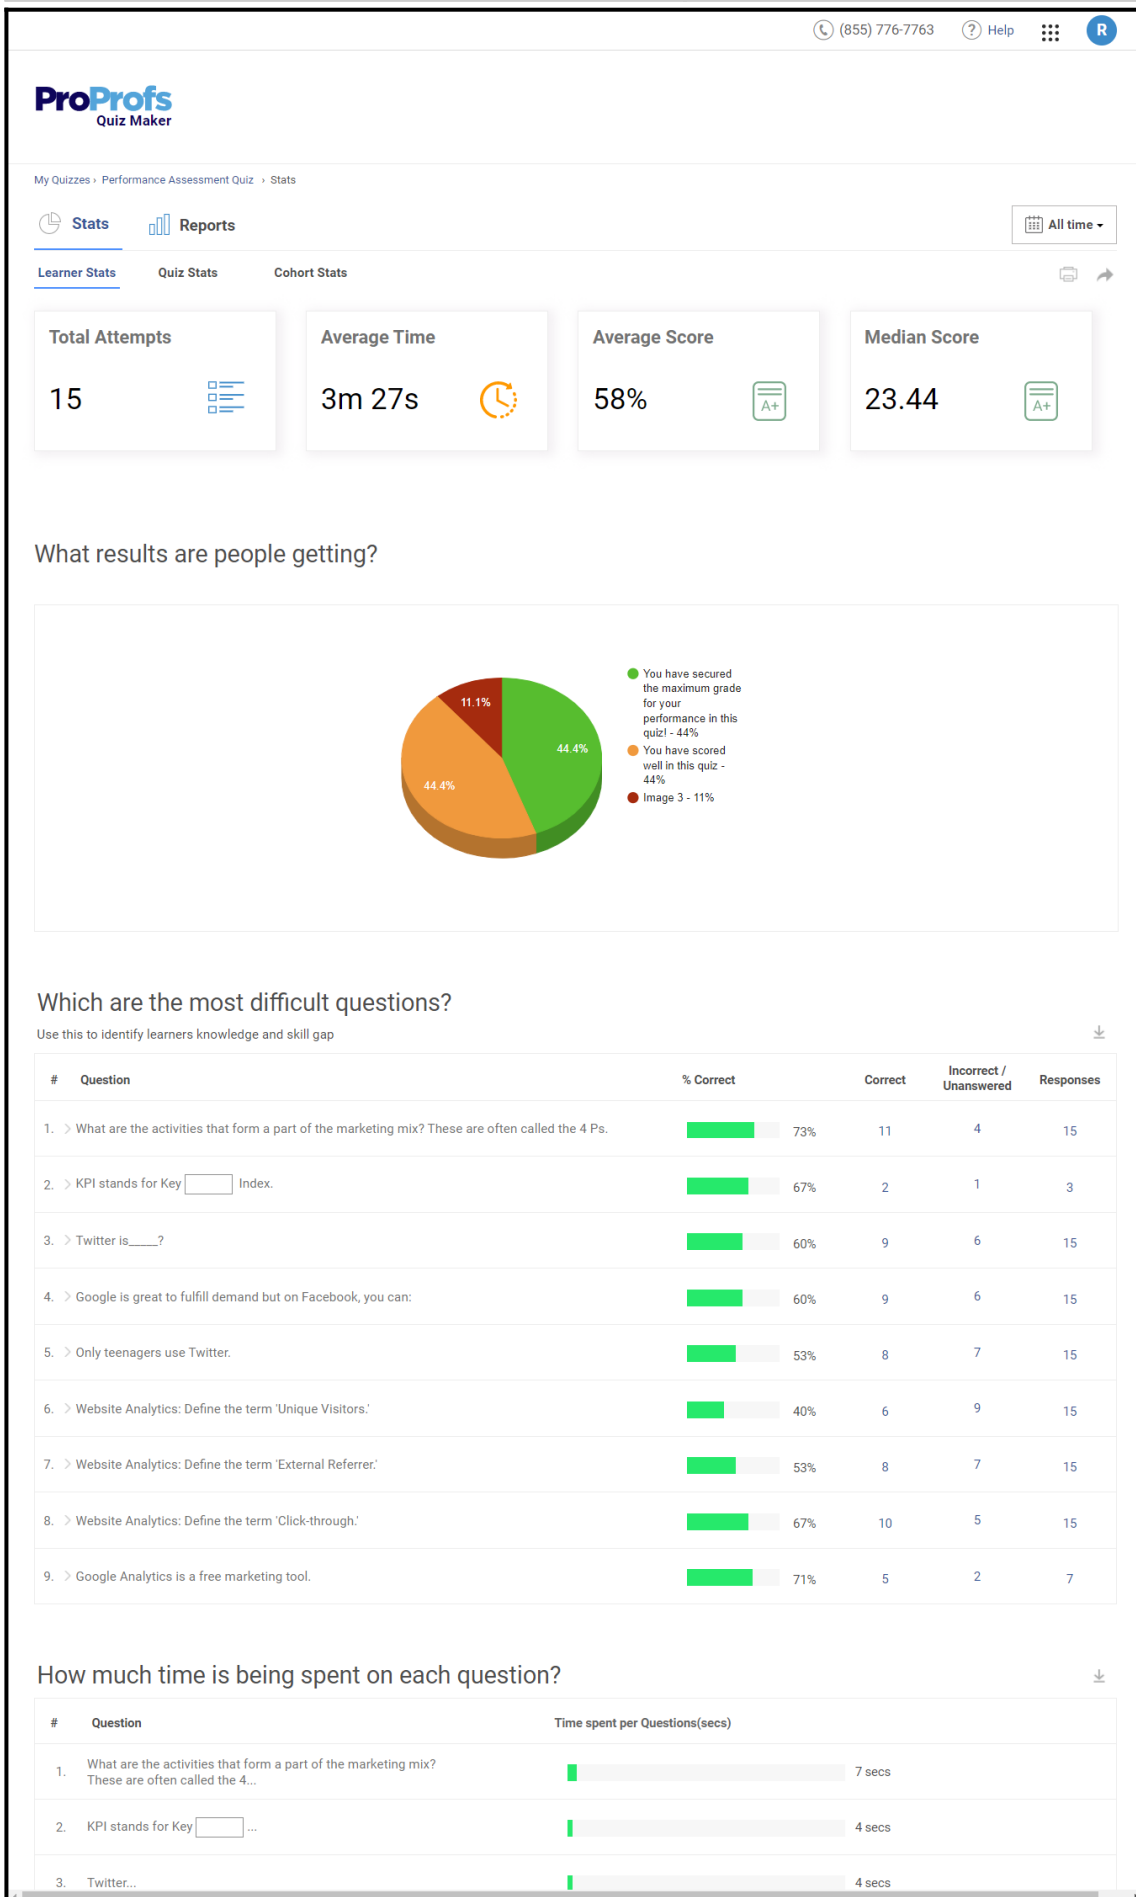 (855) 776-7763 ? Help R
ProProfs
Quiz Maker
My Quizzes › Performance Assessment Quiz › Stats
Stats Reports All time
Learner Stats Quiz Stats Cohort Stats
Total Attempts Average Time Average Score Median Score
15 3m 27s 58% A+ 23.44 A+
What results are people getting?
11.1%
44.4%
44.4%
You have secured
the maximum grade
for your
performance in this
quiz! - 44%
You have scored
well in this quiz -
44%
Image 3 - 11%
Which are the most difficult questions?
Use this to identify learners knowledge and skill gap
# Question % Correct Correct Incorrect / Unanswered Responses
1. > What are the activities that form a part of the marketing mix? These are often called the 4 Ps. 73% 11 4 15
2. > KPI stands for Key Index. 67% 2 1 3
3. > Twitter is_____? 60% 9 6 15
4. > Google is great to fulfill demand but on Facebook, you can: 60% 9 6 15
5. > Only teenagers use Twitter. 53% 8 7 15
6. > Website Analytics: Define the term 'Unique Visitors.' 40% 6 9 15
7. > Website Analytics: Define the term 'External Referrer.' 53% 8 7 15
8. > Website Analytics: Define the term 'Click-through.' 67% 10 5 15
9. > Google Analytics is a free marketing tool. 71% 5 2 7
How much time is being spent on each question?
# Question Time spent per Questions(secs)
1. What are the activities that form a part of the marketing mix?
These are often called the 4... 7 secs
2. KPI stands for Key ... 4 secs
3. Twitter... 4 secs